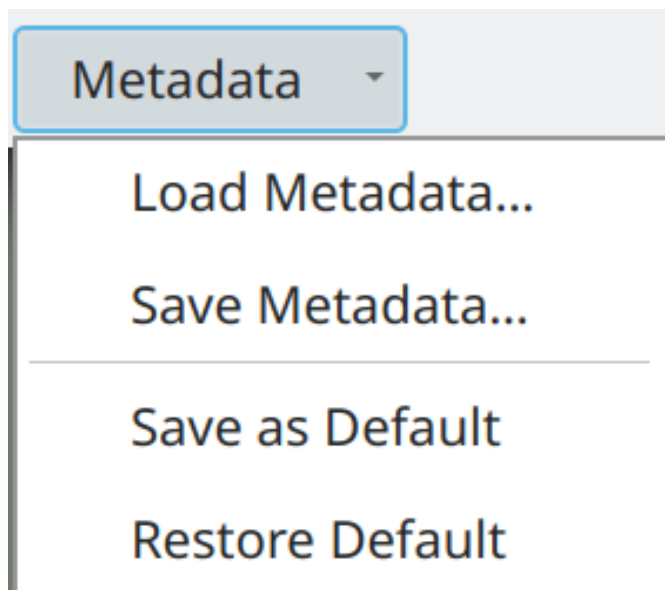 Metadata
Load Metadata...
Save Metadata...
Save as Default
Restore Default